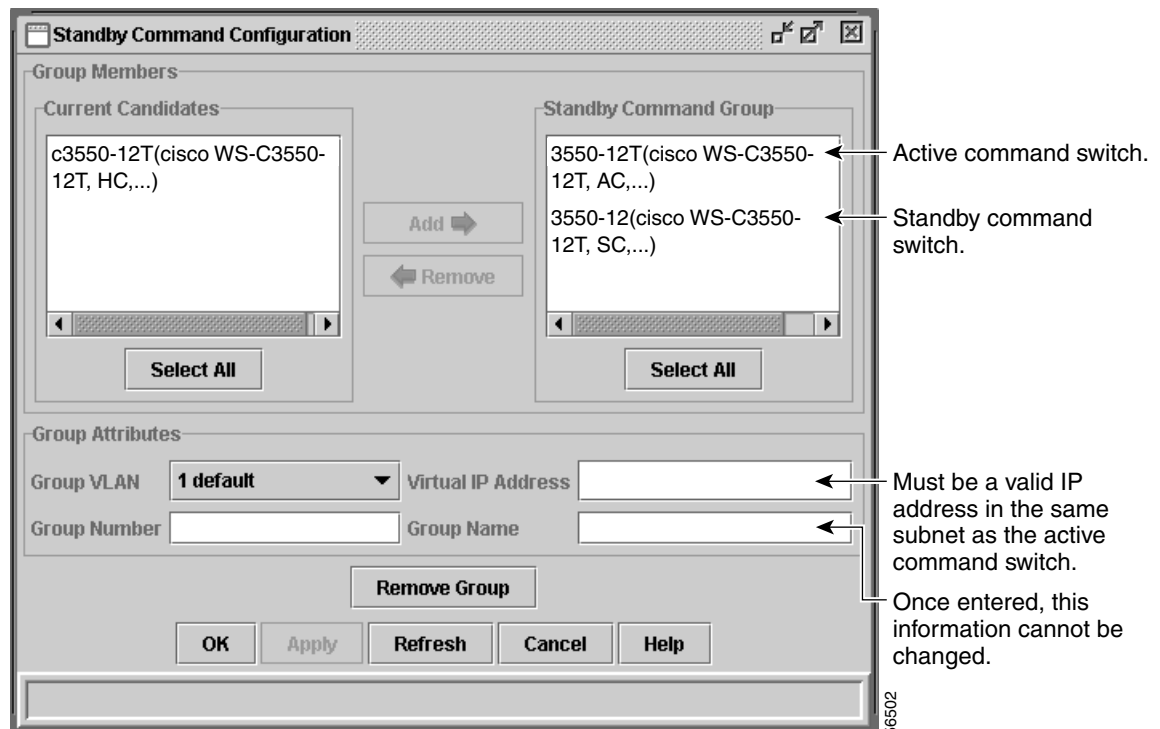 Standby Command Configuration
Group Members
Current Candidates
Standby Command Group
c3550-12T(cisco WS-C3550-
12T, HC,...)
3550-12T(cisco WS-C3550-
12T, AC,...)
3550-12(cisco WS-C3550-
12T, SC,...)
Active command switch.
Standby command
switch.
Add
Remove
Select All
Select All
Group Attributes
Group VLAN
1 default
Virtual IP Address
Group Number
Group Name
Must be a valid IP
address in the same
subnet as the active
command switch.
Once entered, this
information cannot be
changed.
Remove Group
OK
Apply
Refresh
Cancel
Help